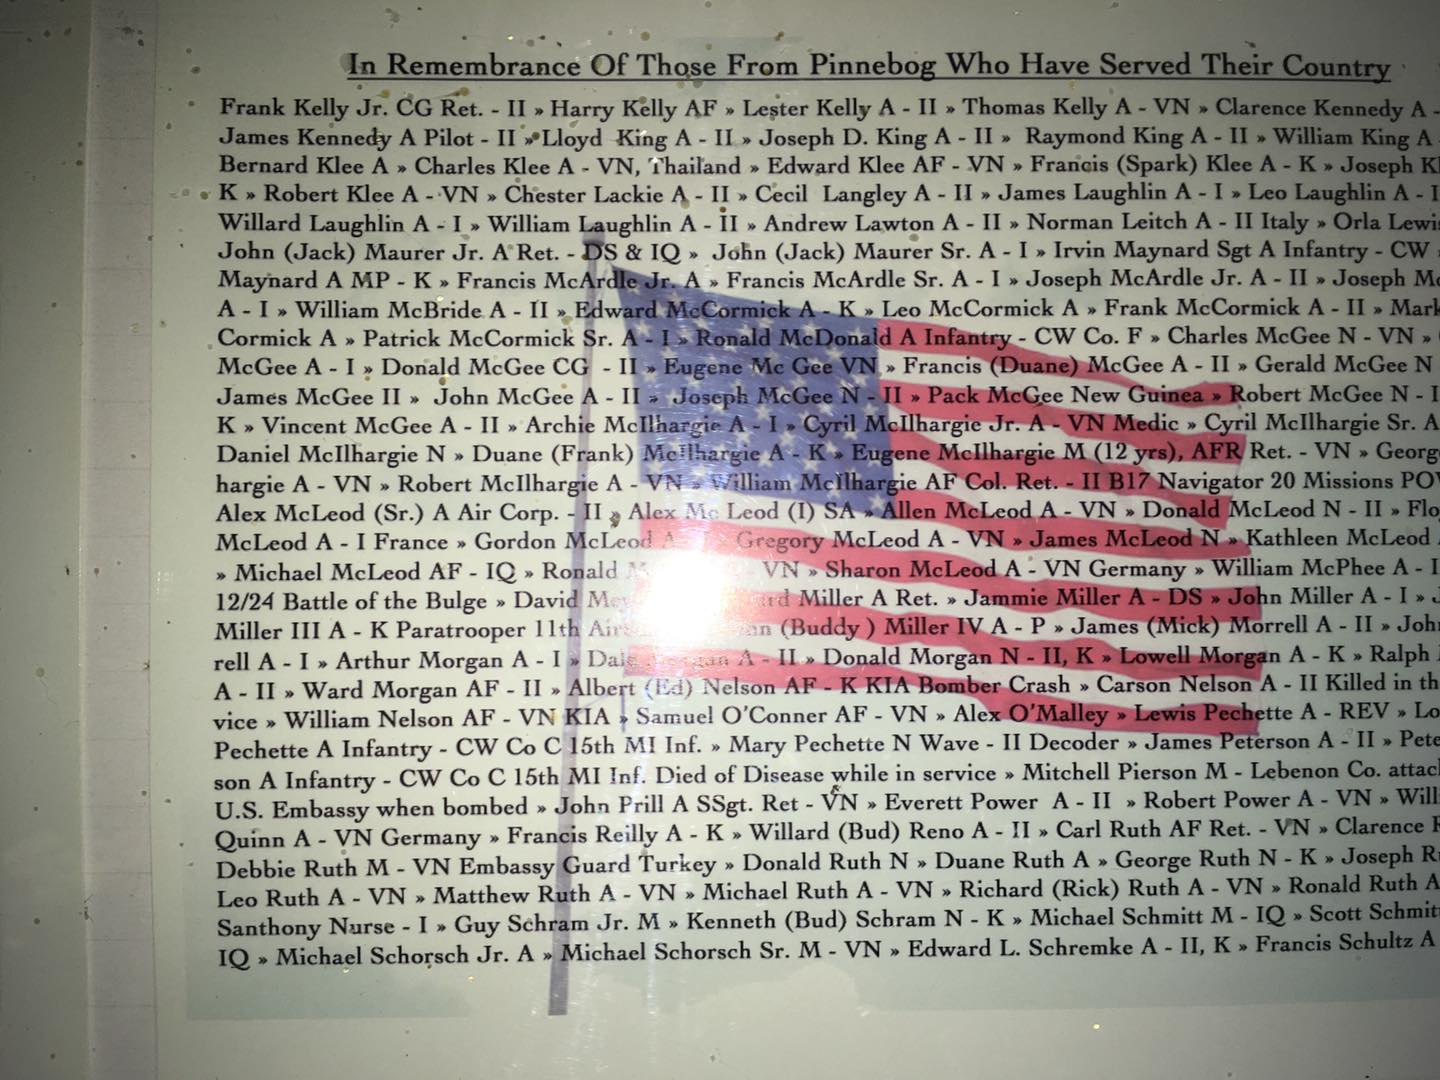 In Remembrance Of Those From Pinnebog Who Have Served Their Country
Frank Kelly Jr. CG Ret. - II » Harry Kelly AF » Lester Kelly A - II » Thomas Kelly A - VN » Clarence Kennedy A -
James Kennedy A Pilot - II » Lloyd King A - II » Joseph D. King A - II » Raymond King A - II » William King A
Bernard Klee A » Charles Klee A - VN, Thailand » Edward Klee AF - VN » Francis (Spark) Klee A - K » Joseph
K » Robert Klee A - VN » Chester Lackie A - II » Cecil Langley A - II » James Laughlin A - I » Leo Laughlin A -
Willard Laughlin A - I » William Laughlin A - II » Andrew Lawton A - II » Norman Leitch A - II Italy » Orla
John (Jack) Maurer Jr. A Ret. - DS & IQ » John (Jack) Maurer Sr. A - I » Irvin Maynard Sgt A Infantry - CW
Maynard A MP - K » Francis McArdle Jr. A » Francis McArdle Sr. A - I » Joseph McArdle Jr. A - II » Joseph
A - I » William McBride A - II » Edward McCormick A - K » Leo McCormick A » Frank McCormick A - II » Mark
Cormick A » Patrick McCormick Sr. A - I » Ronald McDonald A Infantry - CW Co. F » Charles McGee N - VN »
McGee A - I » Donald McGee CG - II » Eugene Mc Gee VN » Francis (Duane) McGee A - II » Gerald McGee N
James McGee II » John McGee A - II » Joseph McGee N - II » Pack McGee New Guinea » Robert McGee N -
K » Vincent McGee A - II » Archie McIlhargie A - I » Cyril McIlhargie Jr. A - VN Medic » Cyril McIlhargie Sr. A
Daniel McIlhargie N » Duane (Frank) McIlhargie A - K » Eugene McIlhargie M (12 yrs), AFR Ret. - VN »
hargie A - VN » Robert McIlhargie A - VN » William McIlhargie AF Col. Ret. - II B17 Navigator 20 Missions
Alex McLeod (Sr.) A Air Corp. - II » Alex Mc Leod (I) SA » Allen McLeod A - VN » Donald McLeod N - II »
McLeod A - I France » Gordon McLeod Gregory McLeod A - VN » James McLeod N » Kathleen McLeod
» Michael McLeod AF - IQ » Ronald VN » Sharon McLeod A - VN Germany » William McPhee A -
12/24 Battle of the Bulge » David Miller A Ret. » Jammie Miller A - DS » John Miller A - I »
Miller III A - K Paratrooper 11th (Buddy ) Miller IV A - P » James (Mick) Morrell A - II »
rell A - I » Arthur Morgan A - I » A - II » Donald Morgan N - II, K » Lowell Morgan A - K » Ralph
A - II » Ward Morgan AF - II » Albert (Ed) Nelson AF - K KIA Bomber Crash » Carson Nelson A - II Killed in
vice » William Nelson AF - VN KIA » Samuel O'Conner AF - VN » Alex O'Malley » Lewis Pechette A - REV »
Pechette A Infantry - CW Co C 15th MI Inf. » Mary Pechette N Wave - II Decoder » James Peterson A - II »
son A Infantry - CW Co C 15th MI Inf. Died of Disease while in service » Mitchell Pierson M - Lebenon Co.
U.S. Embassy when bombed » John Prill A SSgt. Ret - VN » Everett Power A - II » Robert Power A - VN »
Quinn A - VN Germany » Francis Reilly A - K » Willard (Bud) Reno A - II » Carl Ruth AF Ret. - VN » Clarence
Debbie Ruth M - VN Embassy Guard Turkey » Donald Ruth N » Duane Ruth A » George Ruth N - K » Joseph
Leo Ruth A - VN » Matthew Ruth A - VN » Michael Ruth A - VN » Richard (Rick) Ruth A - VN » Ronald Ruth A
Santhony Nurse - I » Guy Schram Jr. M » Kenneth (Bud) Schram N - K » Michael Schmitt M - IQ » Scott
IQ » Michael Schorsch Jr. A » Michael Schorsch Sr. M - VN » Edward L. Schremke A - II, K » Francis Schultz A